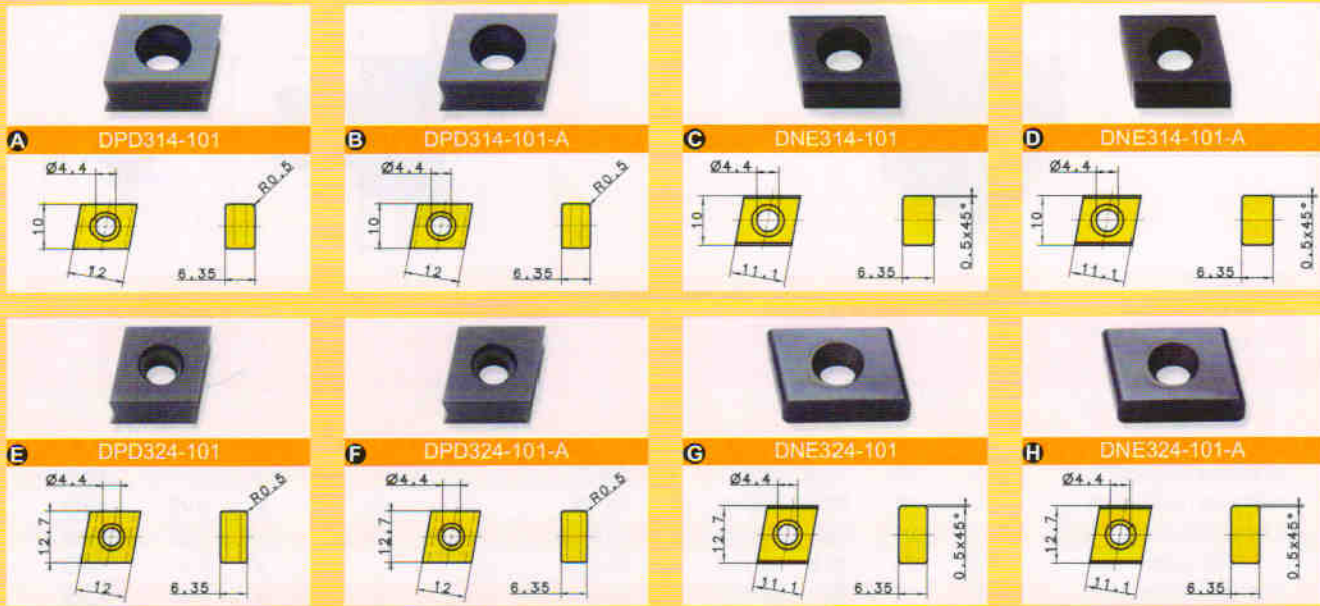 A DPD314-101
B DPD314-101-A
C DNE314-101
D DNE314-101-A
Ø4.4
R0.5
10
12
6.35
Ø4.4
R0.5
10
12
6.35
Ø4.4
10
11.1
6.35
0.5x45°
Ø4.4
10
11.1
6.35
0.5x45°
E DPD324-101
F DPD324-101-A
G DNE324-101
H DNE324-101-A
Ø4.4
R0.5
12.7
12
6.35
Ø4.4
R0.5
12.7
12
6.35
Ø4.4
12.7
11.1
6.35
0.5x45°
Ø4.4
12.7
11.1
6.35
0.5x45°